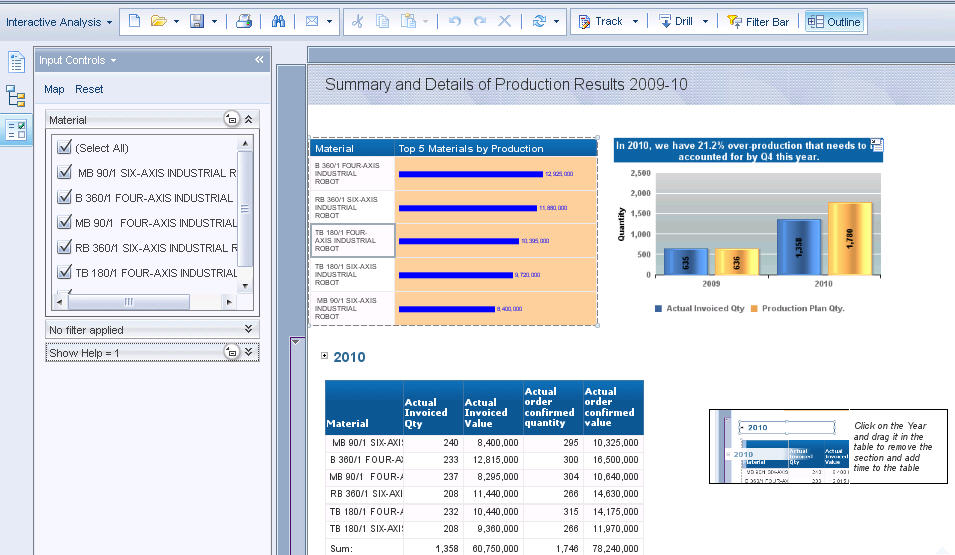 Interactive Analysis
Track
Drill
Filter Bar
Outline
Input Controls
Map Reset
Material
(Select All)
MB 90/1 SIX-AXIS INDUSTRIAL R
B 360/1 FOUR-AXIS INDUSTRIAL
MB 90/1 FOUR-AXIS INDUSTRIAL
RB 360/1 SIX-AXIS INDUSTRIAL R
TB 180/1 FOUR-AXIS INDUSTRIAL
No filter applied
Show Help = 1
Summary and Details of Production Results 2009-10
Material Top 5 Materials by Production
B 360/1 FOUR-AXIS
INDUSTRIAL
ROBOT
12,925,000
RB 360/1 SIX-AXIS
INDUSTRIAL
ROBOT
11,880,000
TB 180/1 FOUR-
AXIS INDUSTRIAL
ROBOT
10,395,000
TB 180/1 SIX-AXIS
INDUSTRIAL
ROBOT
9,720,000
MB 90/1 SIX-AXIS
INDUSTRIAL
ROBOT
8,400,000
In 2010, we have 21.2% over-production that needs to
accounted for by Q4 this year.
Quantity
2,500
2,000
1,500
1,000
500
0
635
636
1,358
1,780
2009 2010
Actual Invoiced Qty Production Plan Qty.
2010
Material Actual Invoiced Qty Actual Invoiced Value Actual order confirmed quantity Actual order confirmed value
MB 90/1 SIX-AXIS 240 8,400,000 295 10,325,000
B 360/1 FOUR-A 233 12,815,000 300 16,500,000
MB 90/1 FOUR-A 237 8,295,000 304 10,640,000
RB 360/1 SIX-AXI 208 11,440,000 266 14,630,000
TB 180/1 FOUR-A 232 10,440,000 315 14,175,000
TB 180/1 SIX-AXIS 208 9,360,000 266 11,970,000
Sum: 1,358 60,750,000 1,746 78,240,000
2010
2010
Material Actual Invoiced Qty Actual Invoiced
Click on the Year
and drag it in the
table to remove the
section and add
time to the table